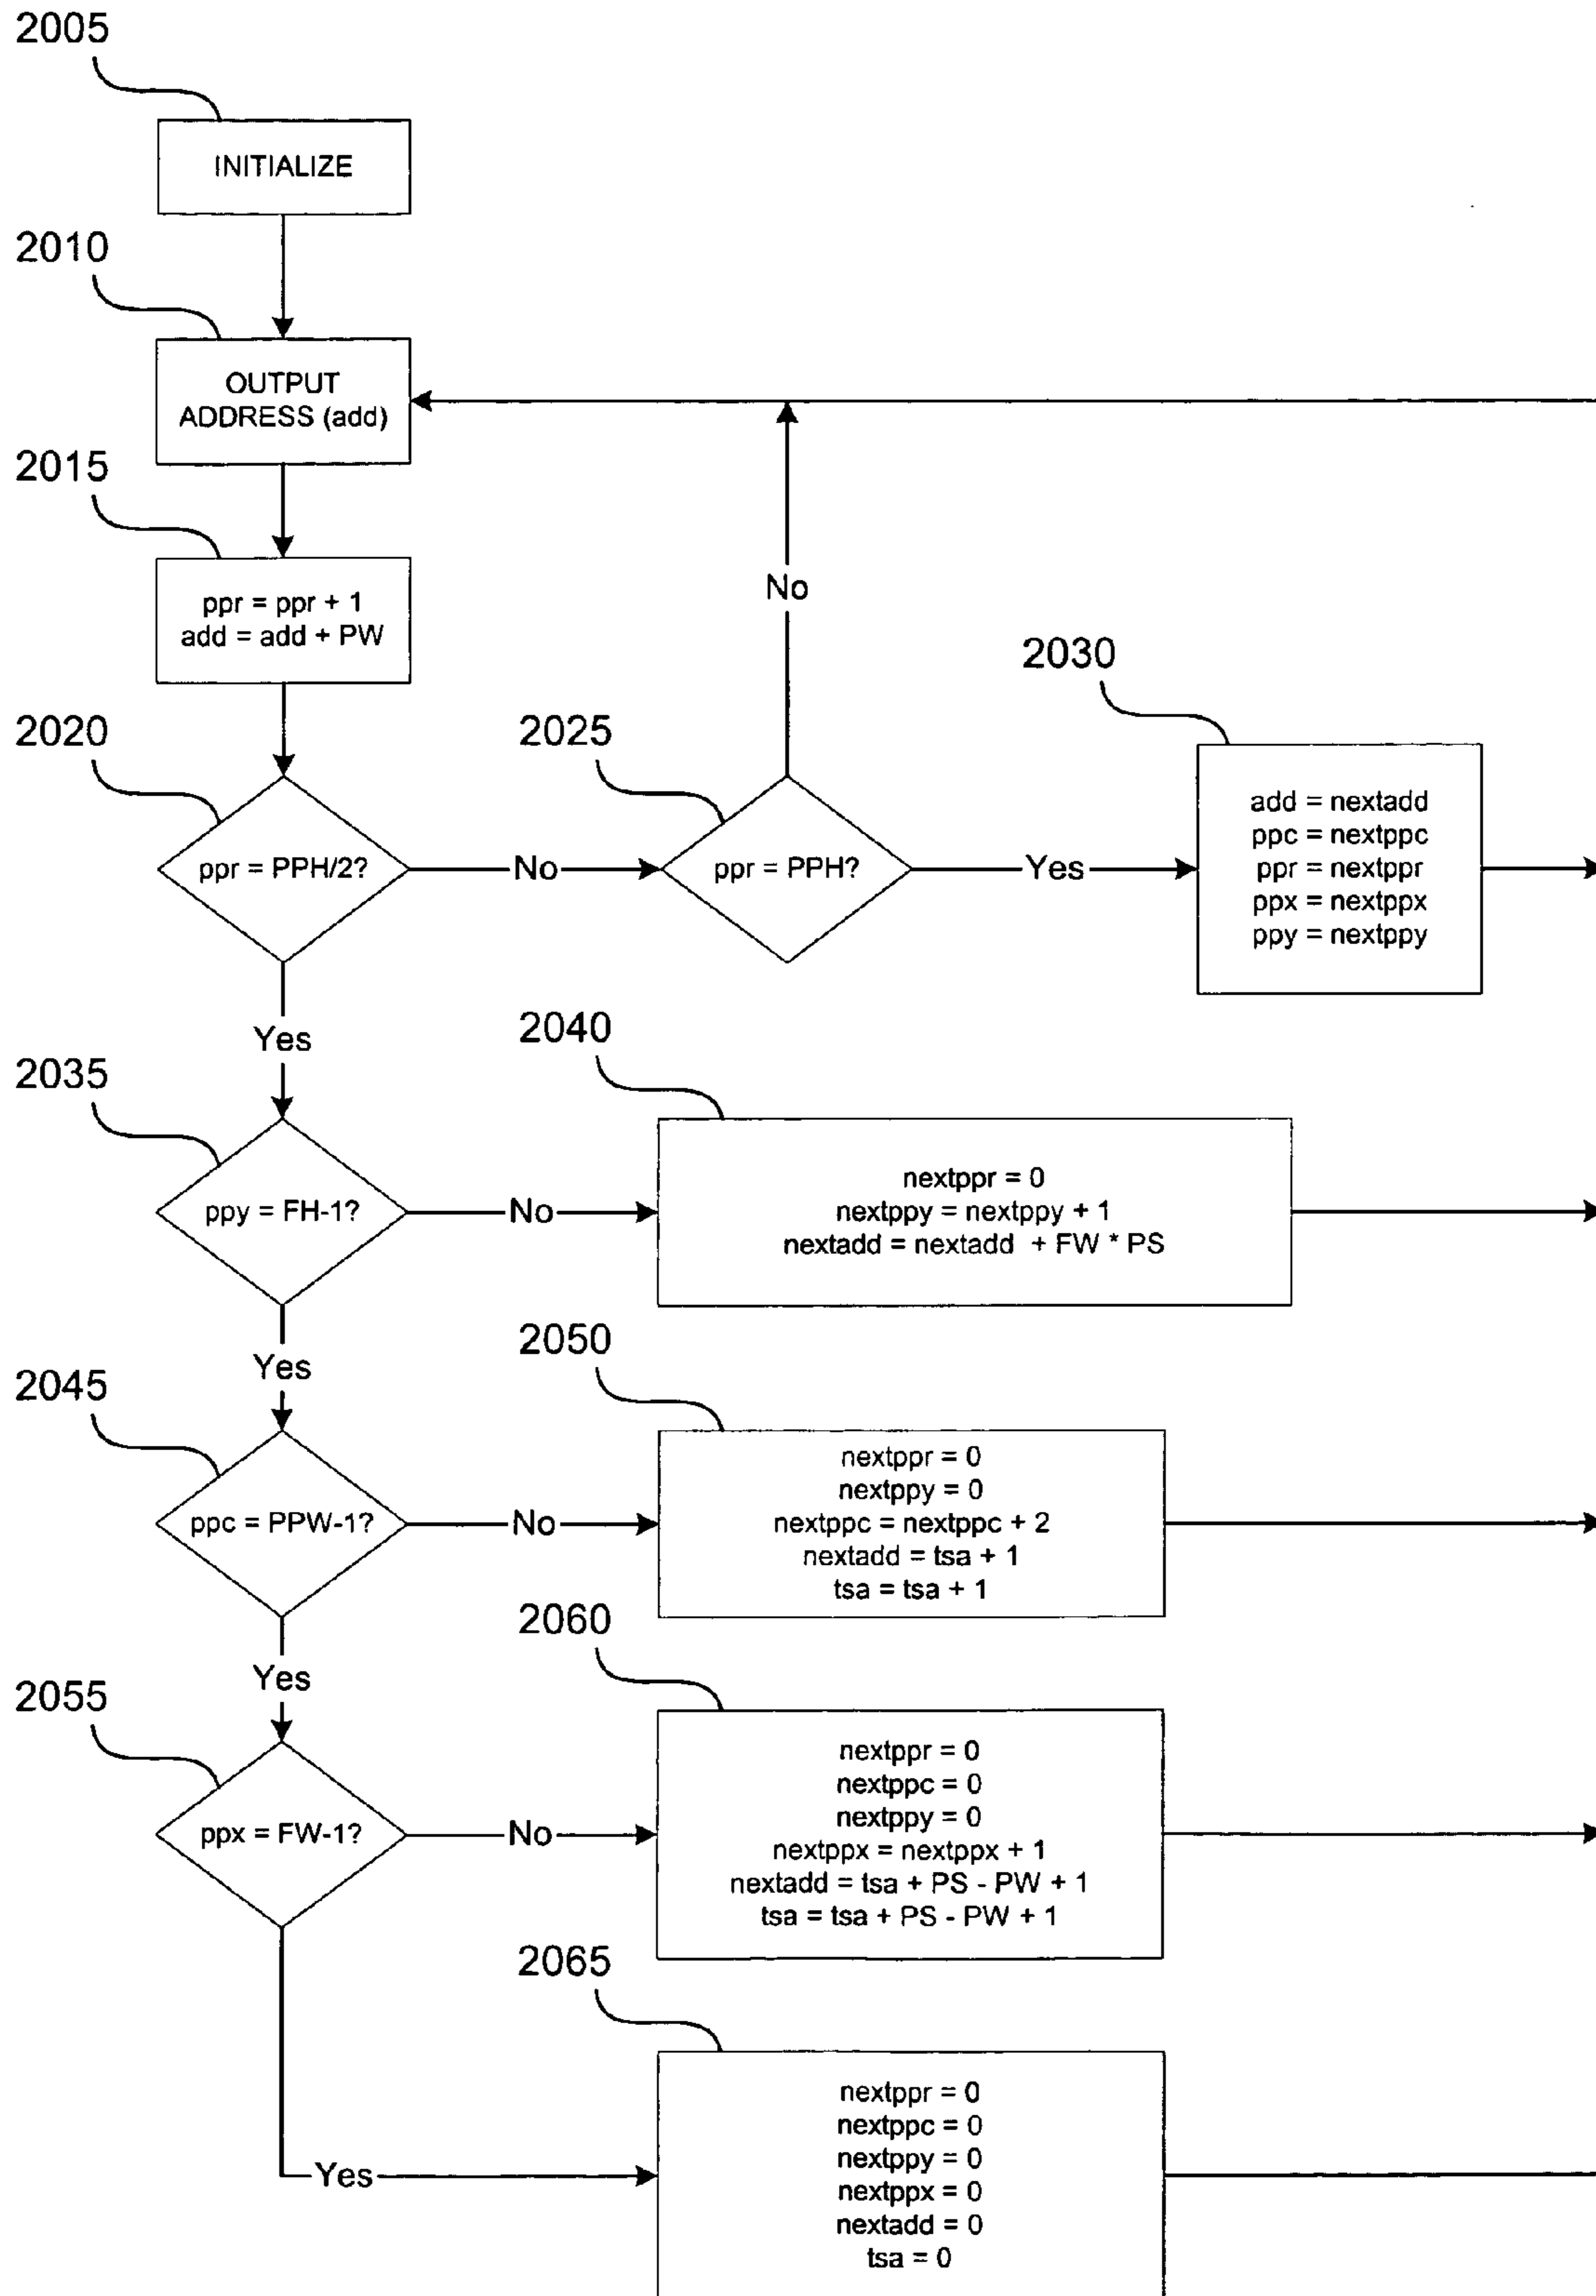 2005
INITIALIZE
2010
OUTPUT
ADDRESS (add)
2015
ppr = ppr + 1
add = add + PW
No
2020
ppr = PPH/2?
No
2025
ppr = PPH?
Yes
2030
add = nextadd
ppc = nextppc
ppr = nextppr
ppx = nextppx
ppy = nextppy
Yes
2035
ppy = FH-1?
No
2040
nextppr = 0
nextppy = nextppy + 1
nextadd = nextadd + FW * PS
Yes
2045
ppc = PPW-1?
No
2050
nextppr = 0
nextppy = 0
nextppc = nextppc + 2
nextadd = tsa + 1
tsa = tsa + 1
Yes
2055
ppx = FW-1?
No
2060
nextppr = 0
nextppc = 0
nextppy = 0
nextppx = nextppx + 1
nextadd = tsa + PS - PW + 1
tsa = tsa + PS - PW + 1
Yes
2065
nextppr = 0
nextppc = 0
nextppy = 0
nextppx = 0
nextadd = 0
tsa = 0